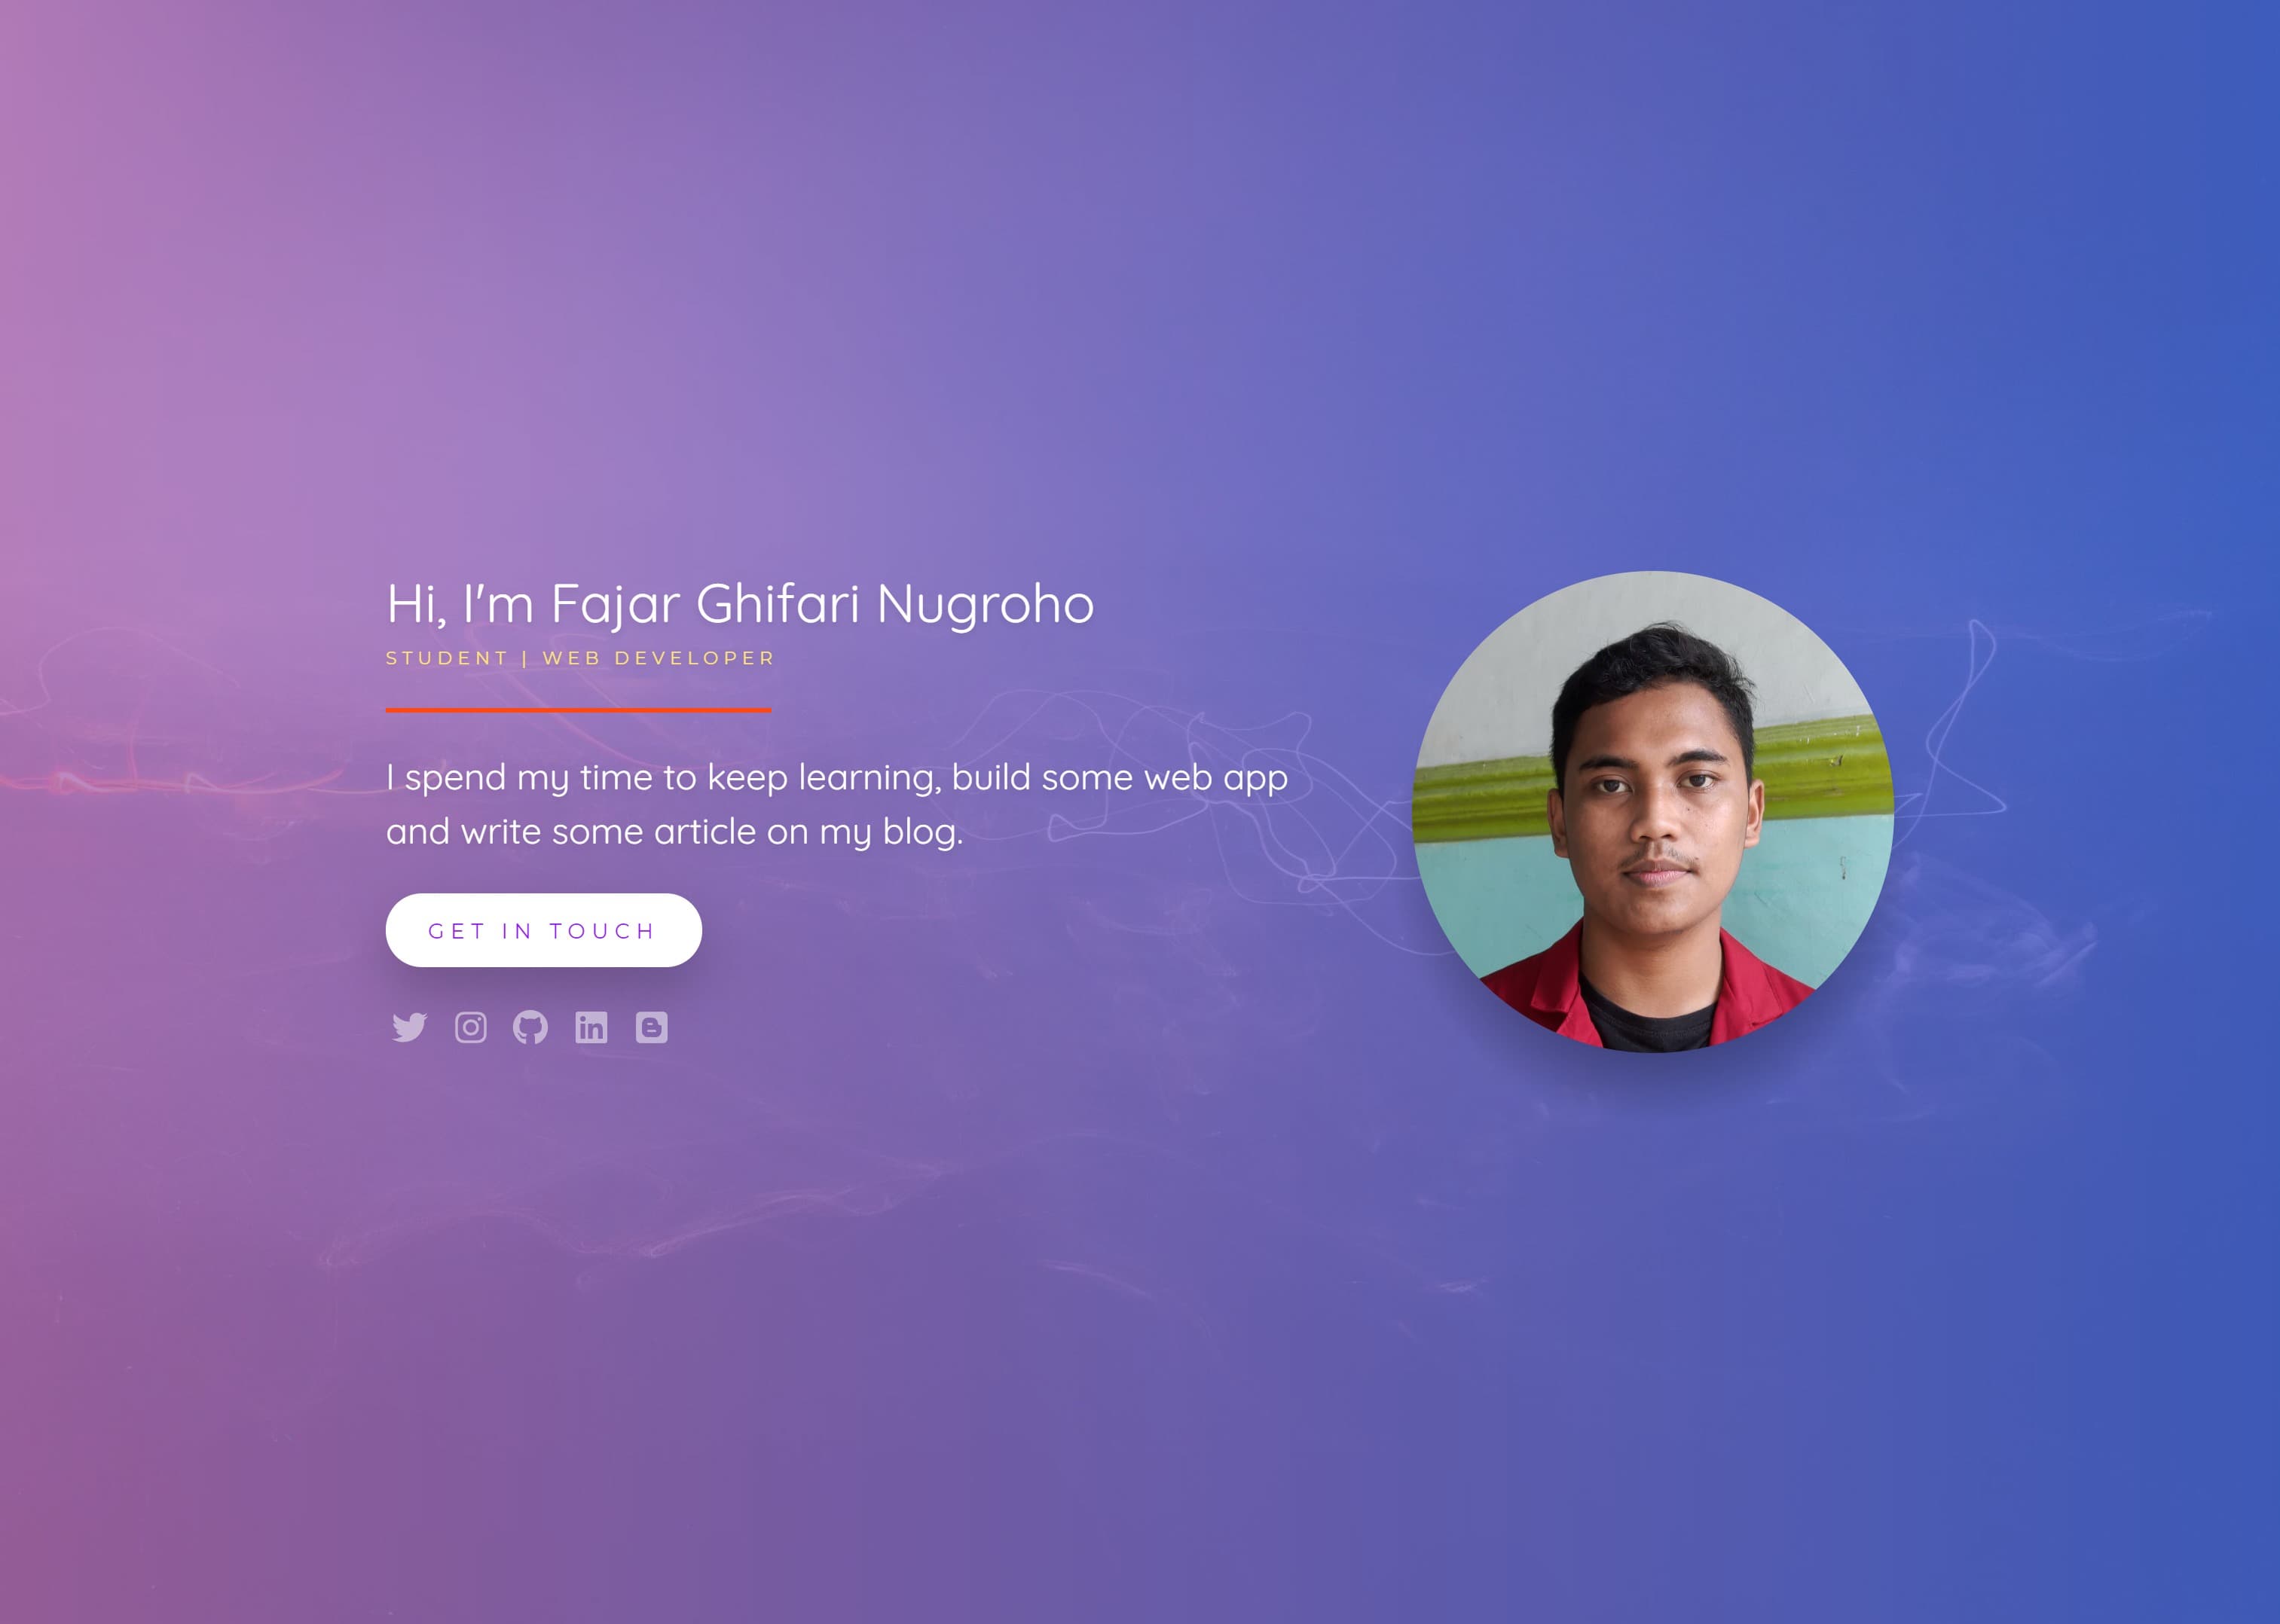 Hi, I'm Fajar Ghifari Nugroho
STUDENT | WEB DEVELOPER
I spend my time to keep learning, build some web app
and write some article on my blog.
GET IN TOUCH